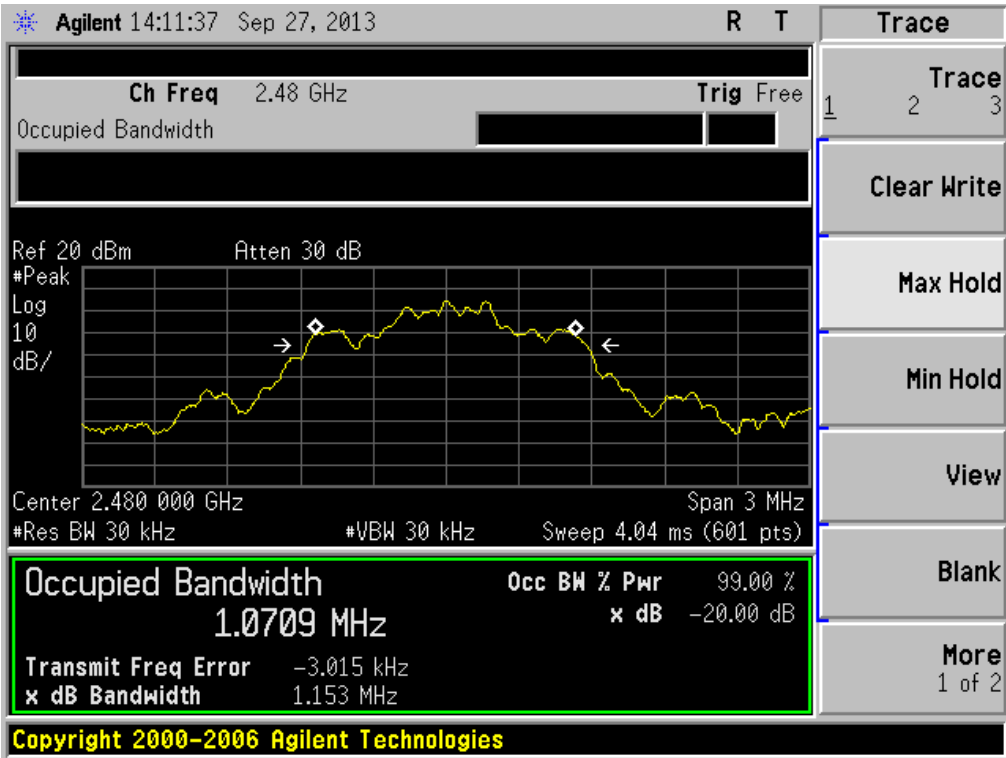 Agilent 14:11:37 Sep 27, 2013 R T
Trace
Ch Freq 2.48 GHz Trig Free
Occupied Bandwidth
Ref 20 dBm Atten 30 dB
#Peak
Log
10
dB/
Center 2.480 000 GHz Span 3 MHz
#Res BW 30 kHz #VBW 30 kHz Sweep 4.04 ms (601 pts)
Occupied Bandwidth
1.0709 MHz
Occ BW % Pwr 99.00 %
x dB -20.00 dB
Transmit Freq Error -3.015 kHz
x dB Bandwidth 1.153 MHz
Trace
1 2 3
Clear Write
Max Hold
Min Hold
View
Blank
More
1 of 2
Copyright 2000-2006 Agilent Technologies